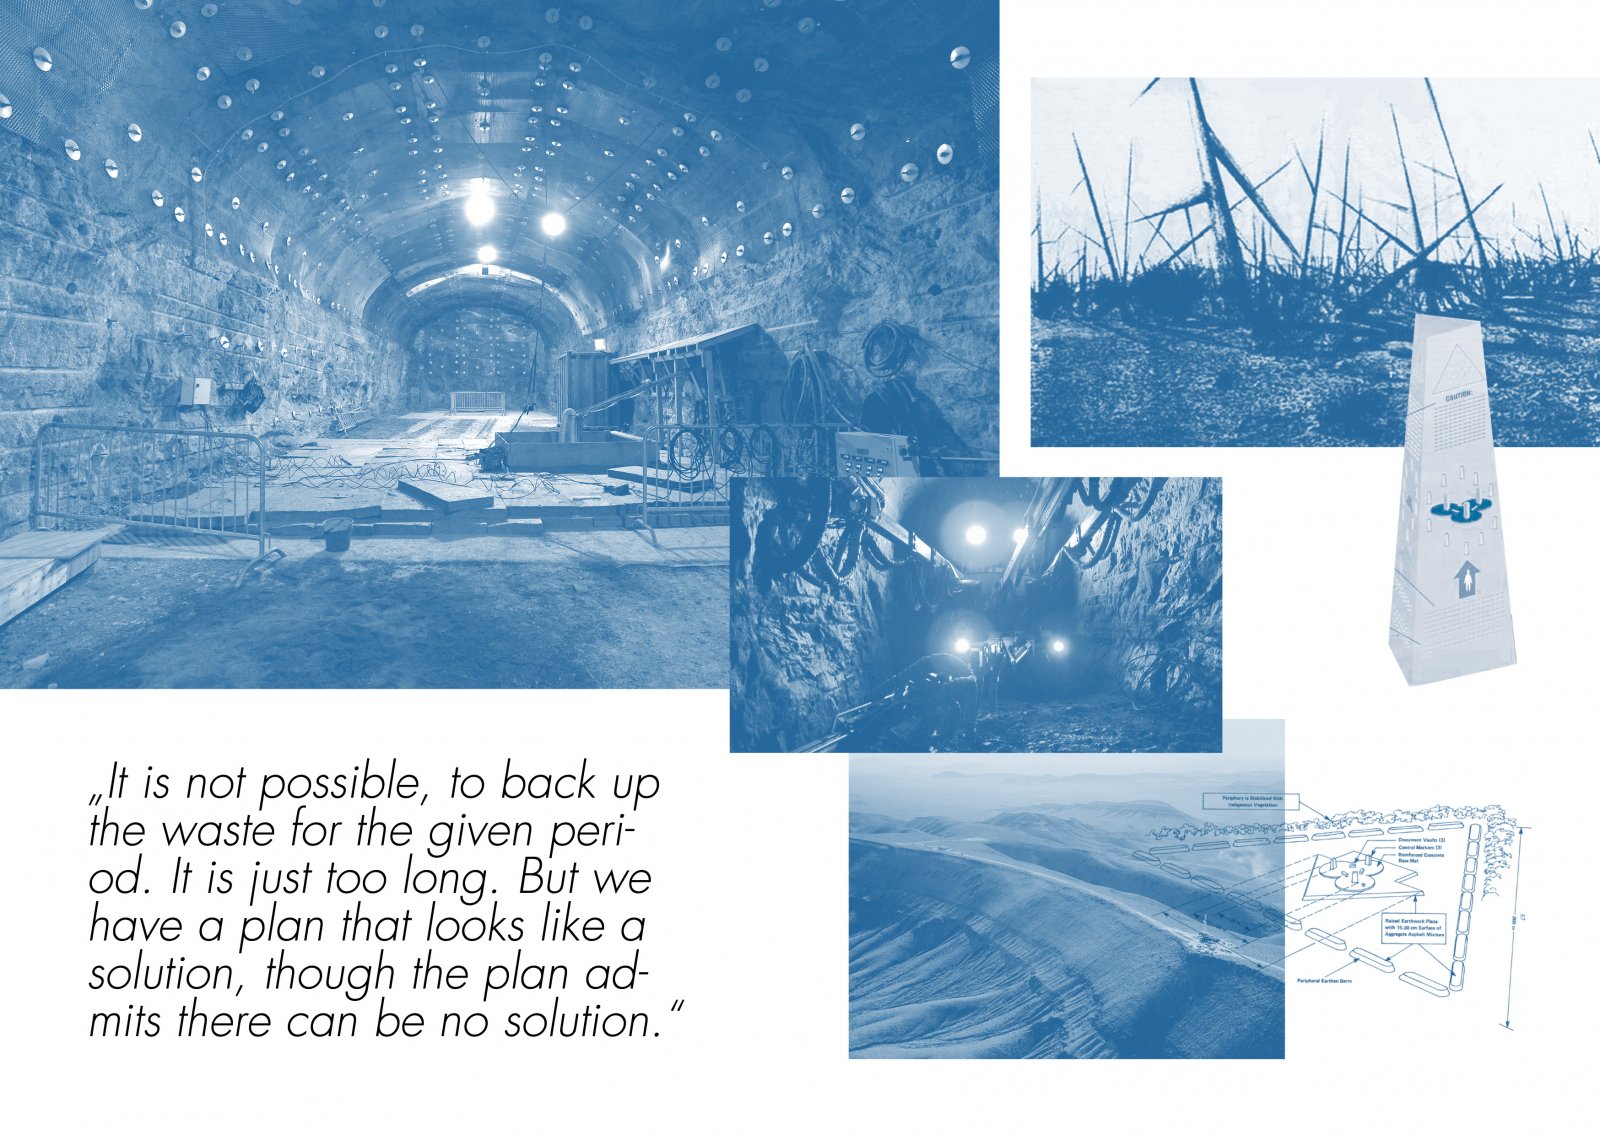 „It is not possible, to back up
the waste for the given peri-
od. It is just too long. But we
have a plan that looks like a
solution, though the plan ad-
mits there can be no solution.“
CAUTION:
Periphery is Stabilized With
Indigenous Vegetation
Document Vaults (3)
Central Markers (3)
Reinforced Concrete
Base Mat
Raised Earthwork Plaza
with 15-30 cm Surface of
Aggregate Asphalt Mixture
Peripheral Earthen Berm